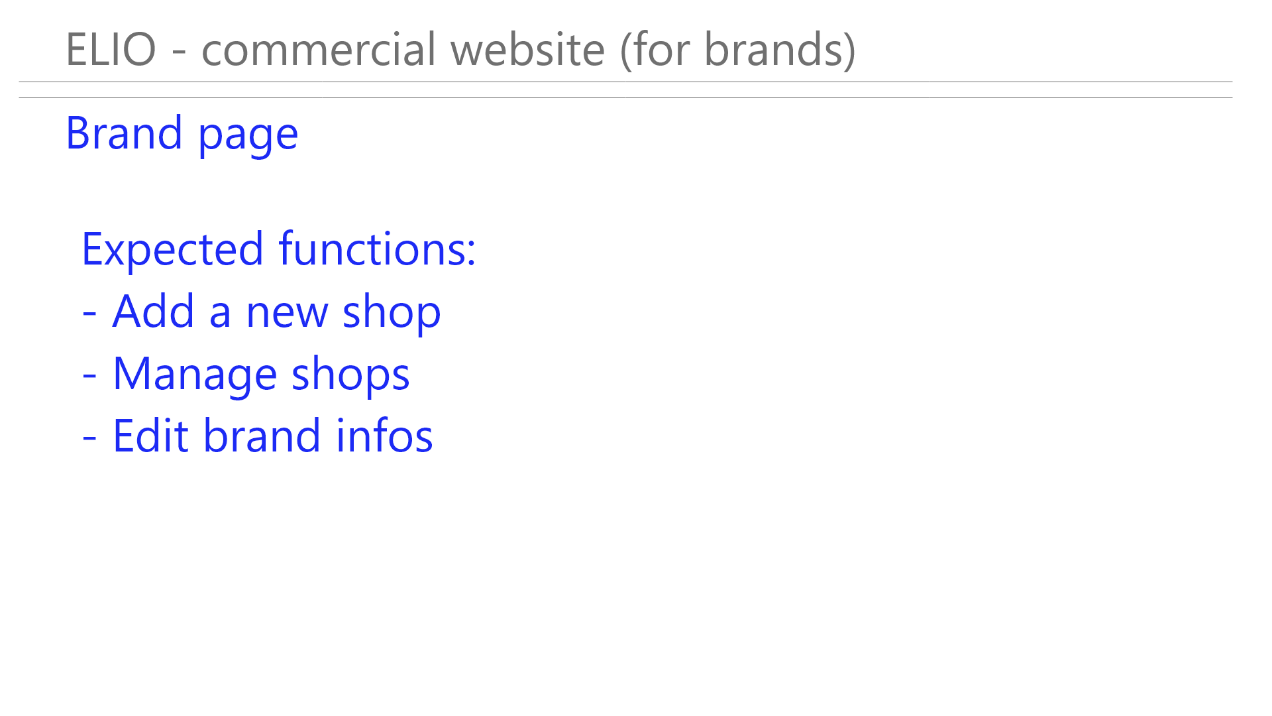 ELIO - commercial website (for brands)
Brand page
Expected functions:
- Add a new shop
- Manage shops
- Edit brand infos